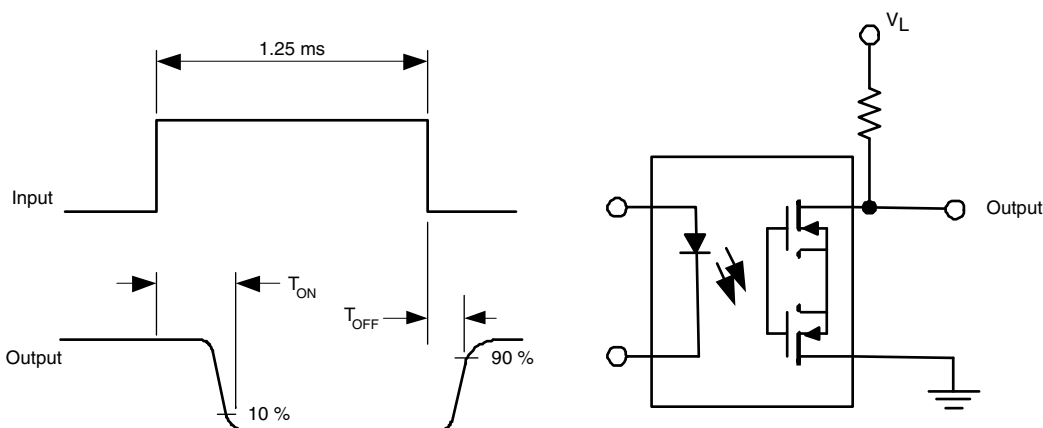 1.25 ms
Input
T_ON
T_OFF
Output
90 %
10 %
V_L
Output